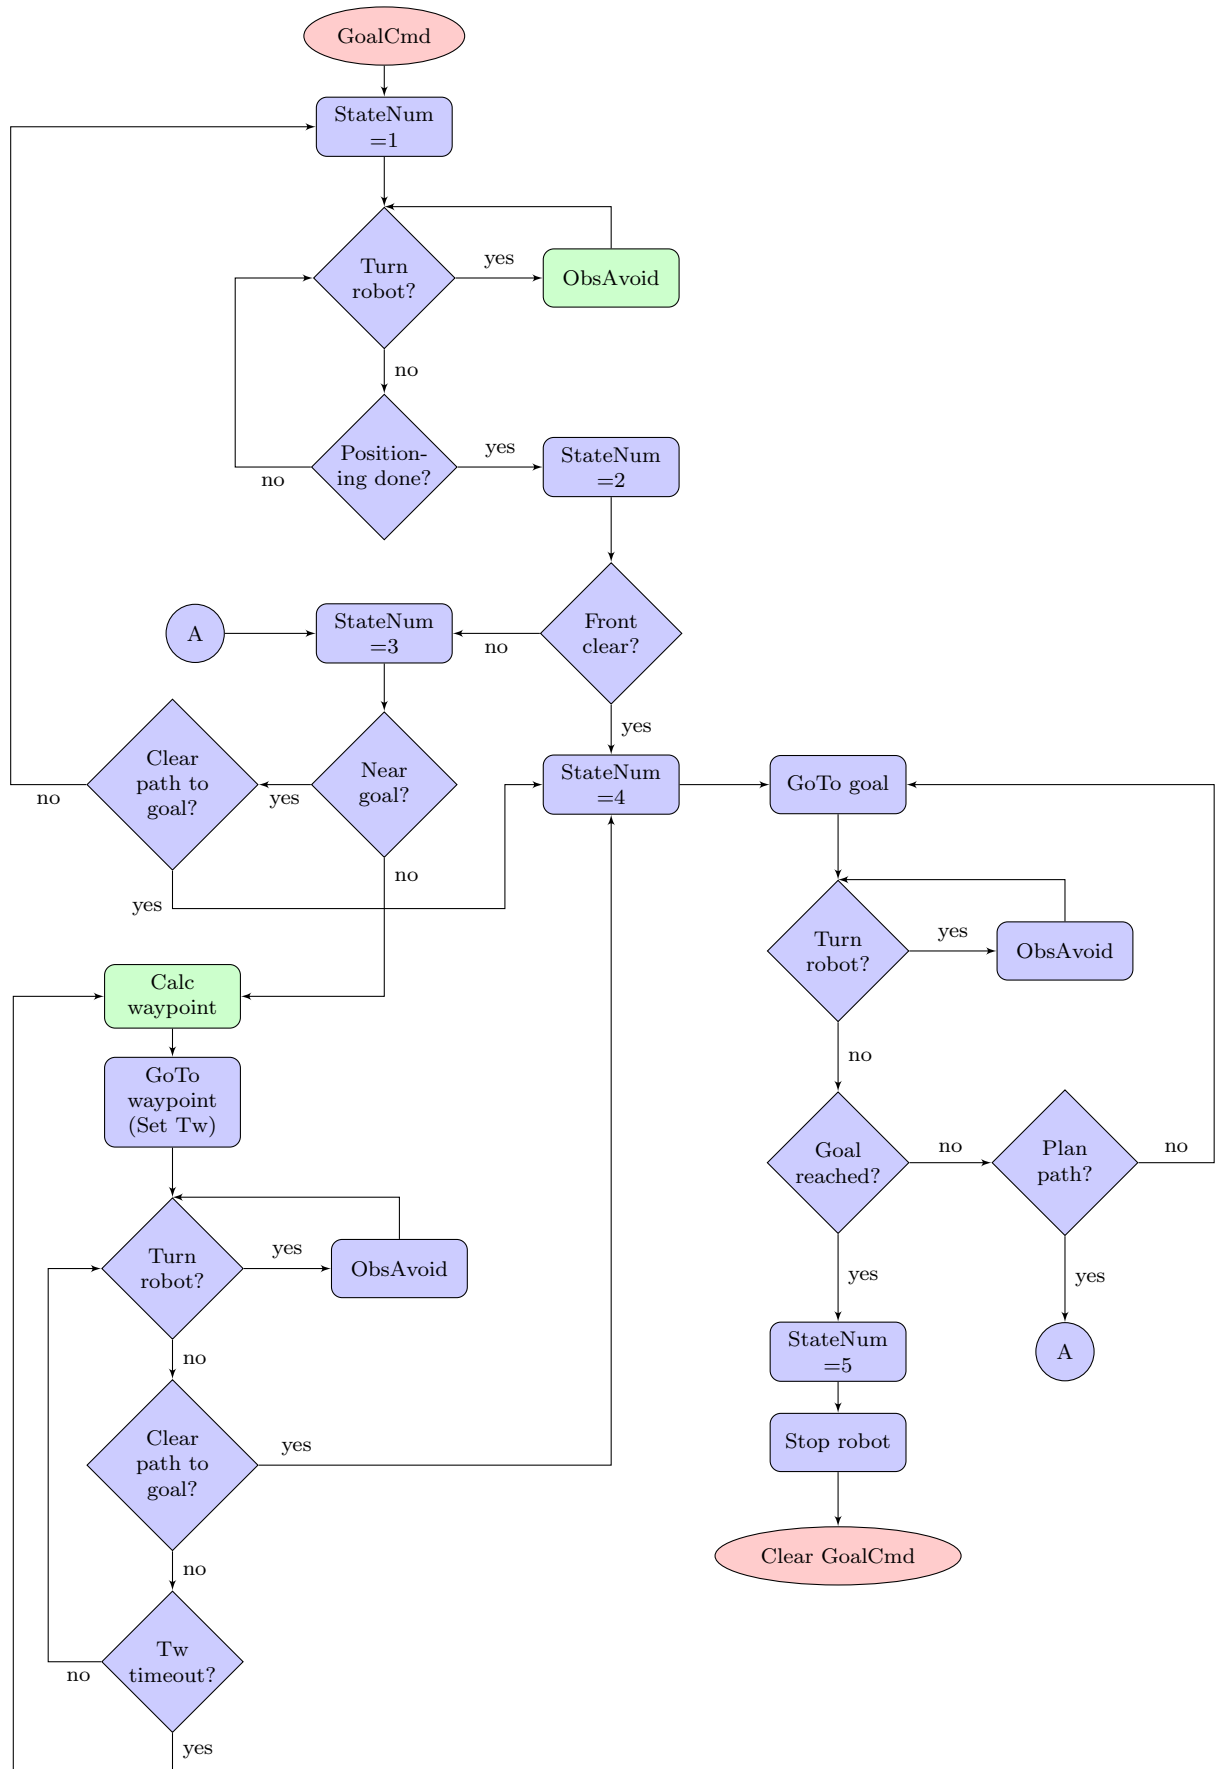 GoalCmd
StateNum
=1
Turn
robot?
yes
ObsAvoid
no
Position-
ing done?
yes
no
StateNum
=2
Front
clear?
no
yes
A
StateNum
=3
Near
goal?
yes
no
Clear
path to
goal?
no
yes
StateNum
=4
GoTo goal
Turn
robot?
yes
ObsAvoid
no
Goal
reached?
no
Plan
path?
no
yes
A
yes
StateNum
=5
Stop robot
Clear GoalCmd
Calc
waypoint
GoTo
waypoint
(Set Tw)
Turn
robot?
yes
ObsAvoid
no
Clear
path to
goal?
yes
no
Tw
timeout?
no
yes